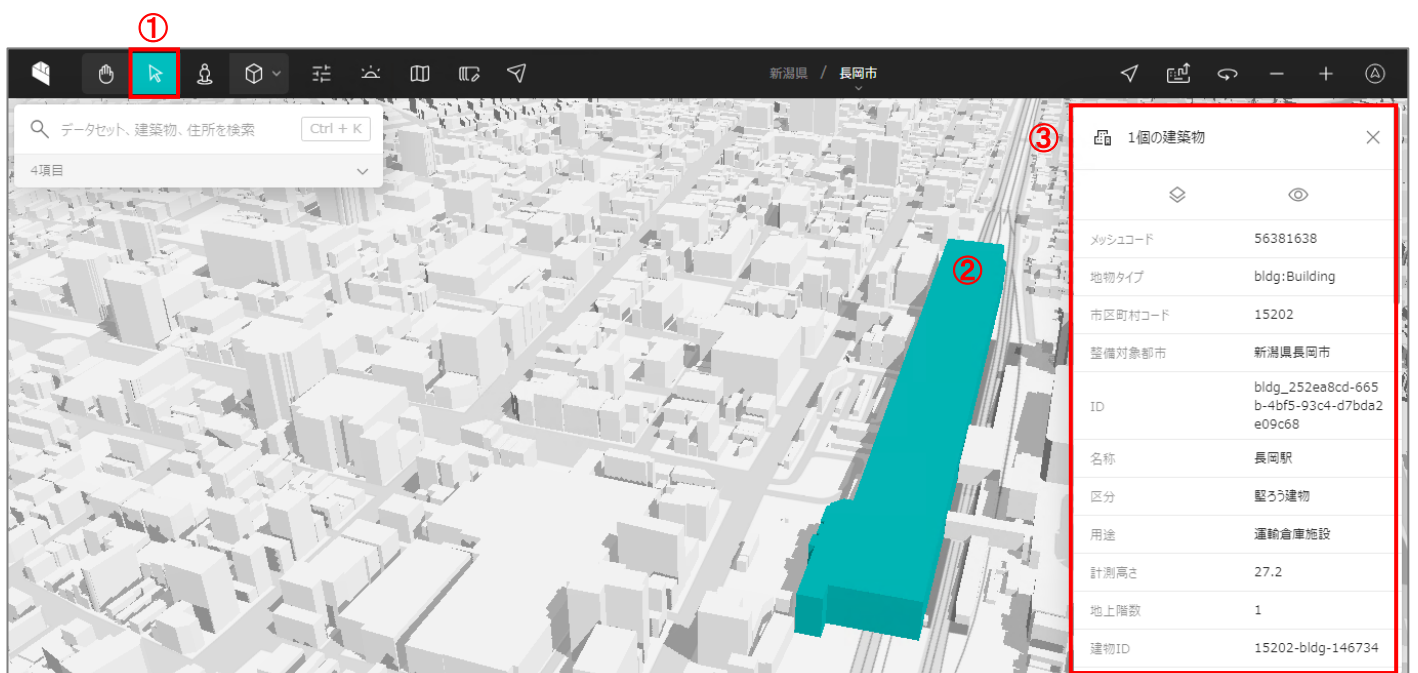 ①
新潟県 / 長岡市
データセット、建築物、住所を検索 Ctrl + K
4項目
②
③
1個の建築物
メッシュコード 56381638
地物タイプ bldg:Building
市区町村コード 15202
整備対象都市 新潟県長岡市
ID bldg_252ea8cd-665
b-4bf5-93c4-d7bda2
e09c68
名称 長岡駅
区分 堅ろう建物
用途 運輸倉庫施設
計測高さ 27.2
地上階数 1
建物ID 15202-bldg-146734